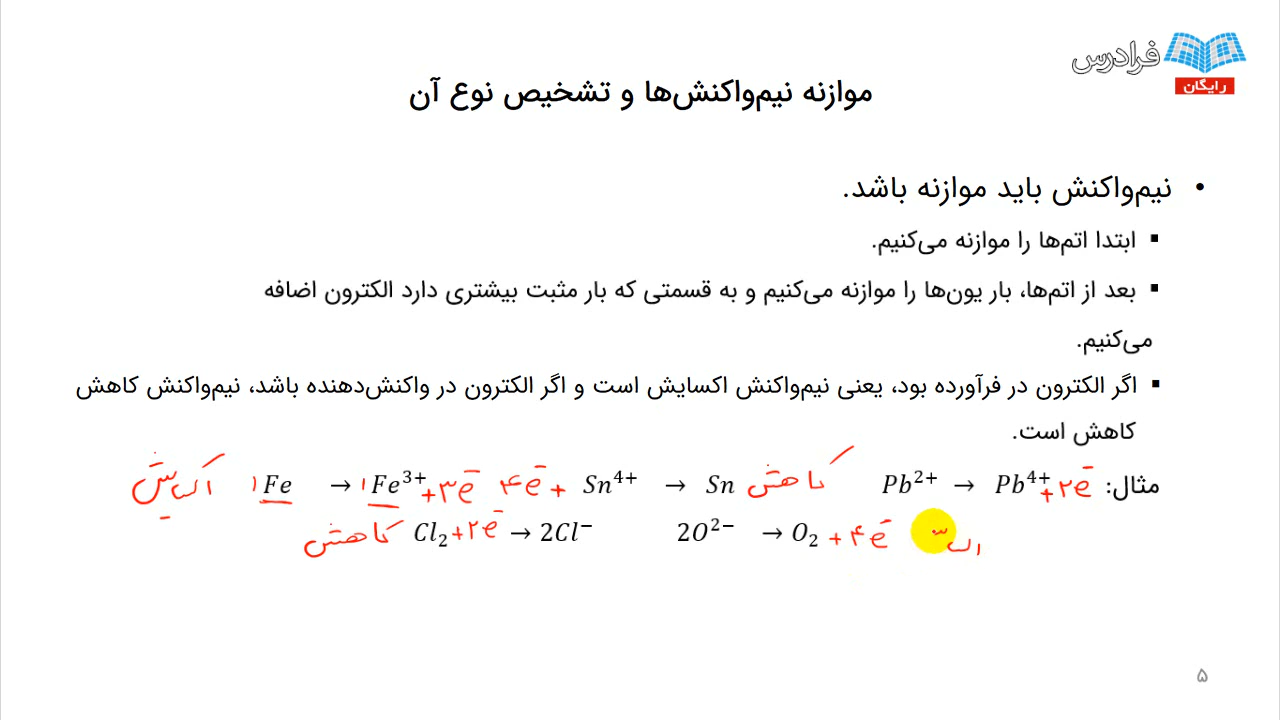 فرادرس
رایگان
موازنه نیم‌واکنش‌ها و تشخیص نوع آن
• نیم‌واکنش باید موازنه باشد.
▪ ابتدا اتم‌ها را موازنه می‌کنیم.
▪ بعد از اتم‌ها، بار یون‌ها را موازنه می‌کنیم و به قسمتی که بار مثبت بیشتری دارد الکترون اضافه
می‌کنیم.
▪ اگر الکترون در فرآورده بود، یعنی نیم‌واکنش اکسایش است و اگر الکترون در واکنش‌دهنده باشد، نیم‌واکنش کاهش
کاهش است.
مثال: Pb²⁺ → Pb⁴⁺ + ۲e⁻ کاهش ۴e⁻ + Sn⁴⁺ → Sn ۱Fe → ۱Fe³⁺ + ۳e⁻ اکسایش
کاهش Cl₂ + ۲e⁻ → 2Cl⁻ 2O²⁻ → O₂ + ۴e⁻
۵